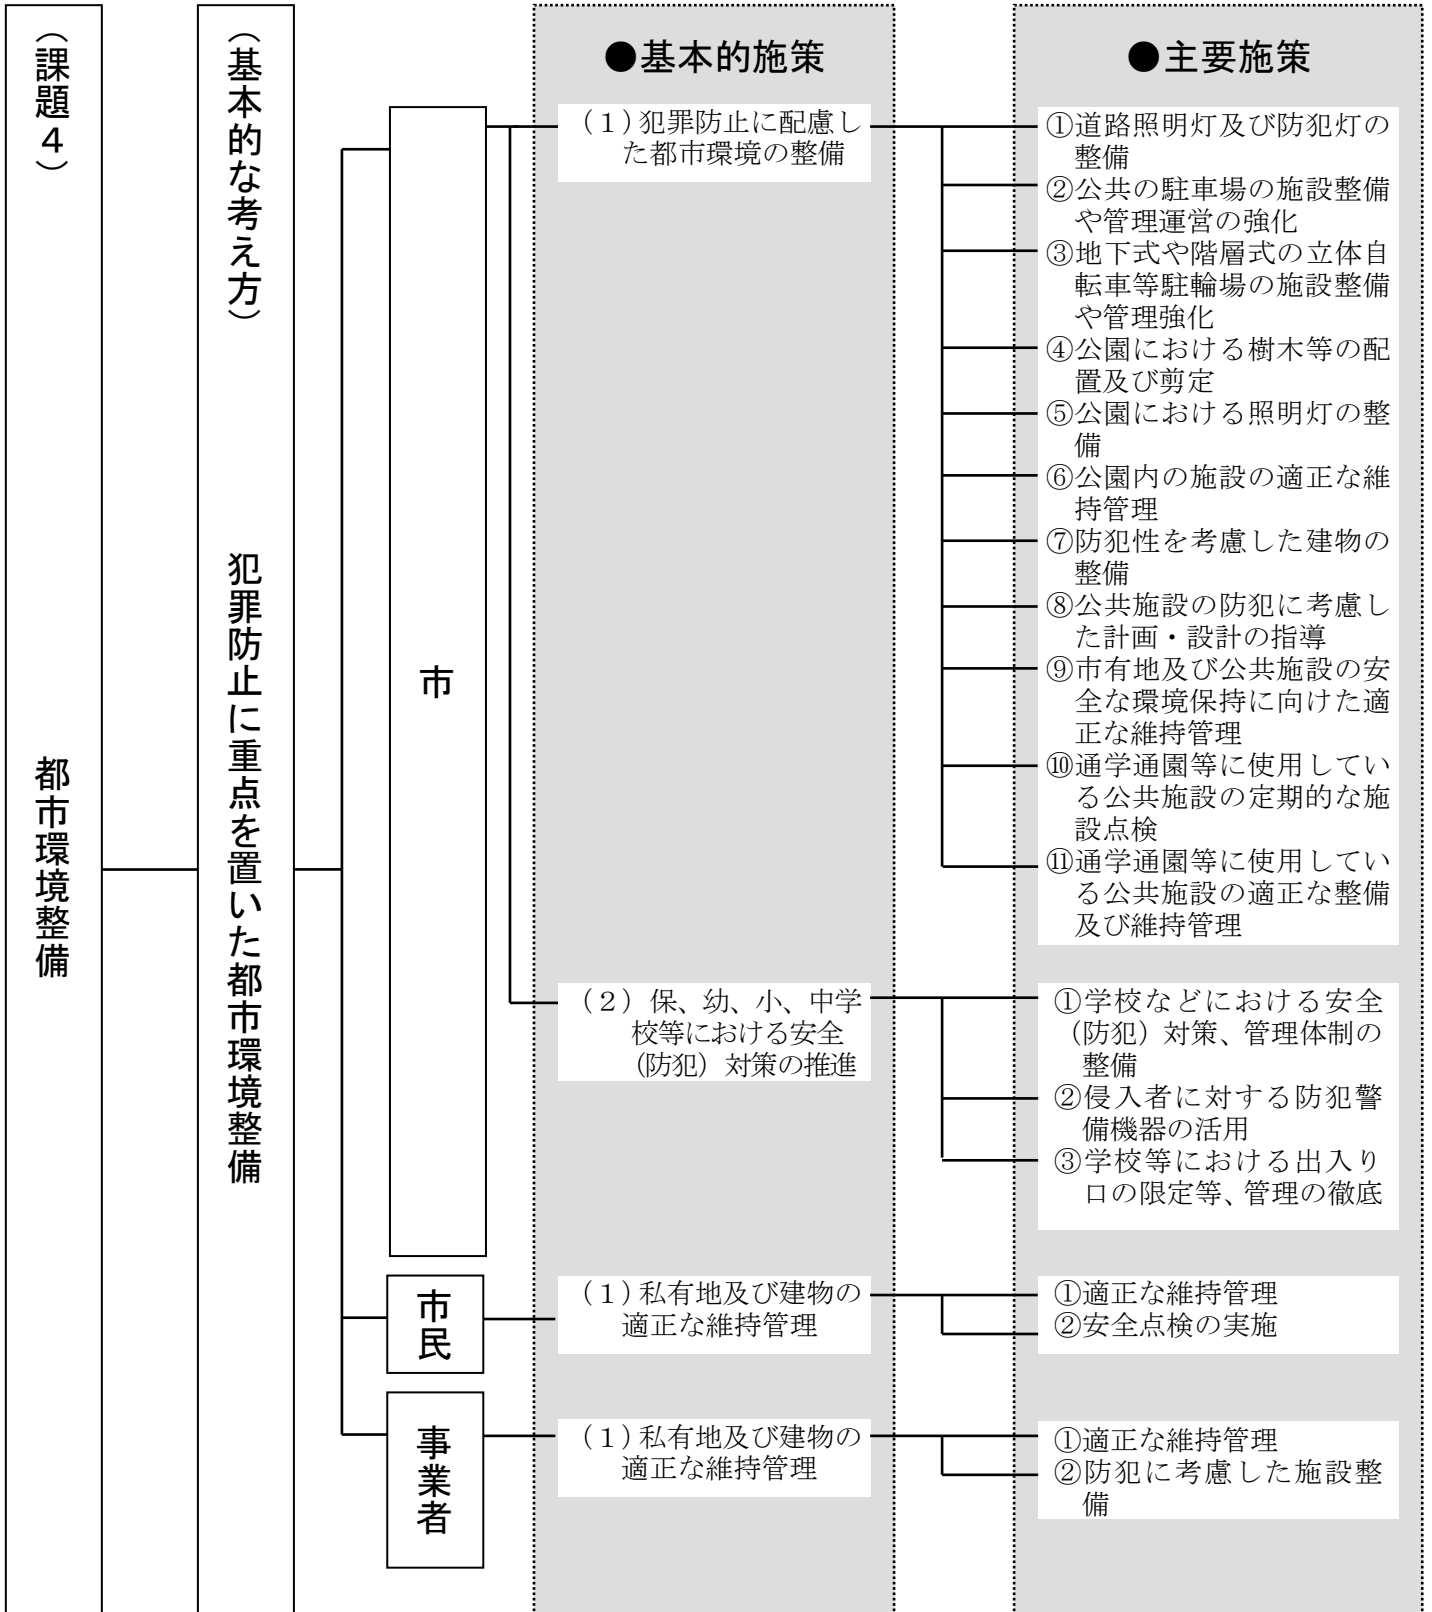 （課題４）
都市環境整備
（基本的な考え方）
犯罪防止に重点を置いた都市環境整備
●基本的施策
●主要施策
市
（１）犯罪防止に配慮し
た都市環境の整備
①道路照明灯及び防犯灯の
整備
②公共の駐車場の施設整備
や管理運営の強化
③地下式や階層式の立体自
転車等駐輪場の施設整備
や管理強化
④公園における樹木等の配
置及び剪定
⑤公園における照明灯の整
備
⑥公園内の施設の適正な維
持管理
⑦防犯性を考慮した建物の
整備
⑧公共施設の防犯に考慮し
た計画・設計の指導
⑨市有地及び公共施設の安
全な環境保持に向けた適
正な維持管理
⑩通学通園等に使用してい
る公共施設の定期的な施
設点検
⑪通学通園等に使用してい
る公共施設の適正な整備
及び維持管理
（２）保、幼、小、中学
校等における安全
（防犯）対策の推進
①学校などにおける安全
（防犯）対策、管理体制の
整備
②侵入者に対する防犯警
備機器の活用
③学校等における出入り
口の限定等、管理の徹底
市民
（１）私有地及び建物の
適正な維持管理
①適正な維持管理
②安全点検の実施
事業者
（１）私有地及び建物の
適正な維持管理
①適正な維持管理
②防犯に考慮した施設整
備